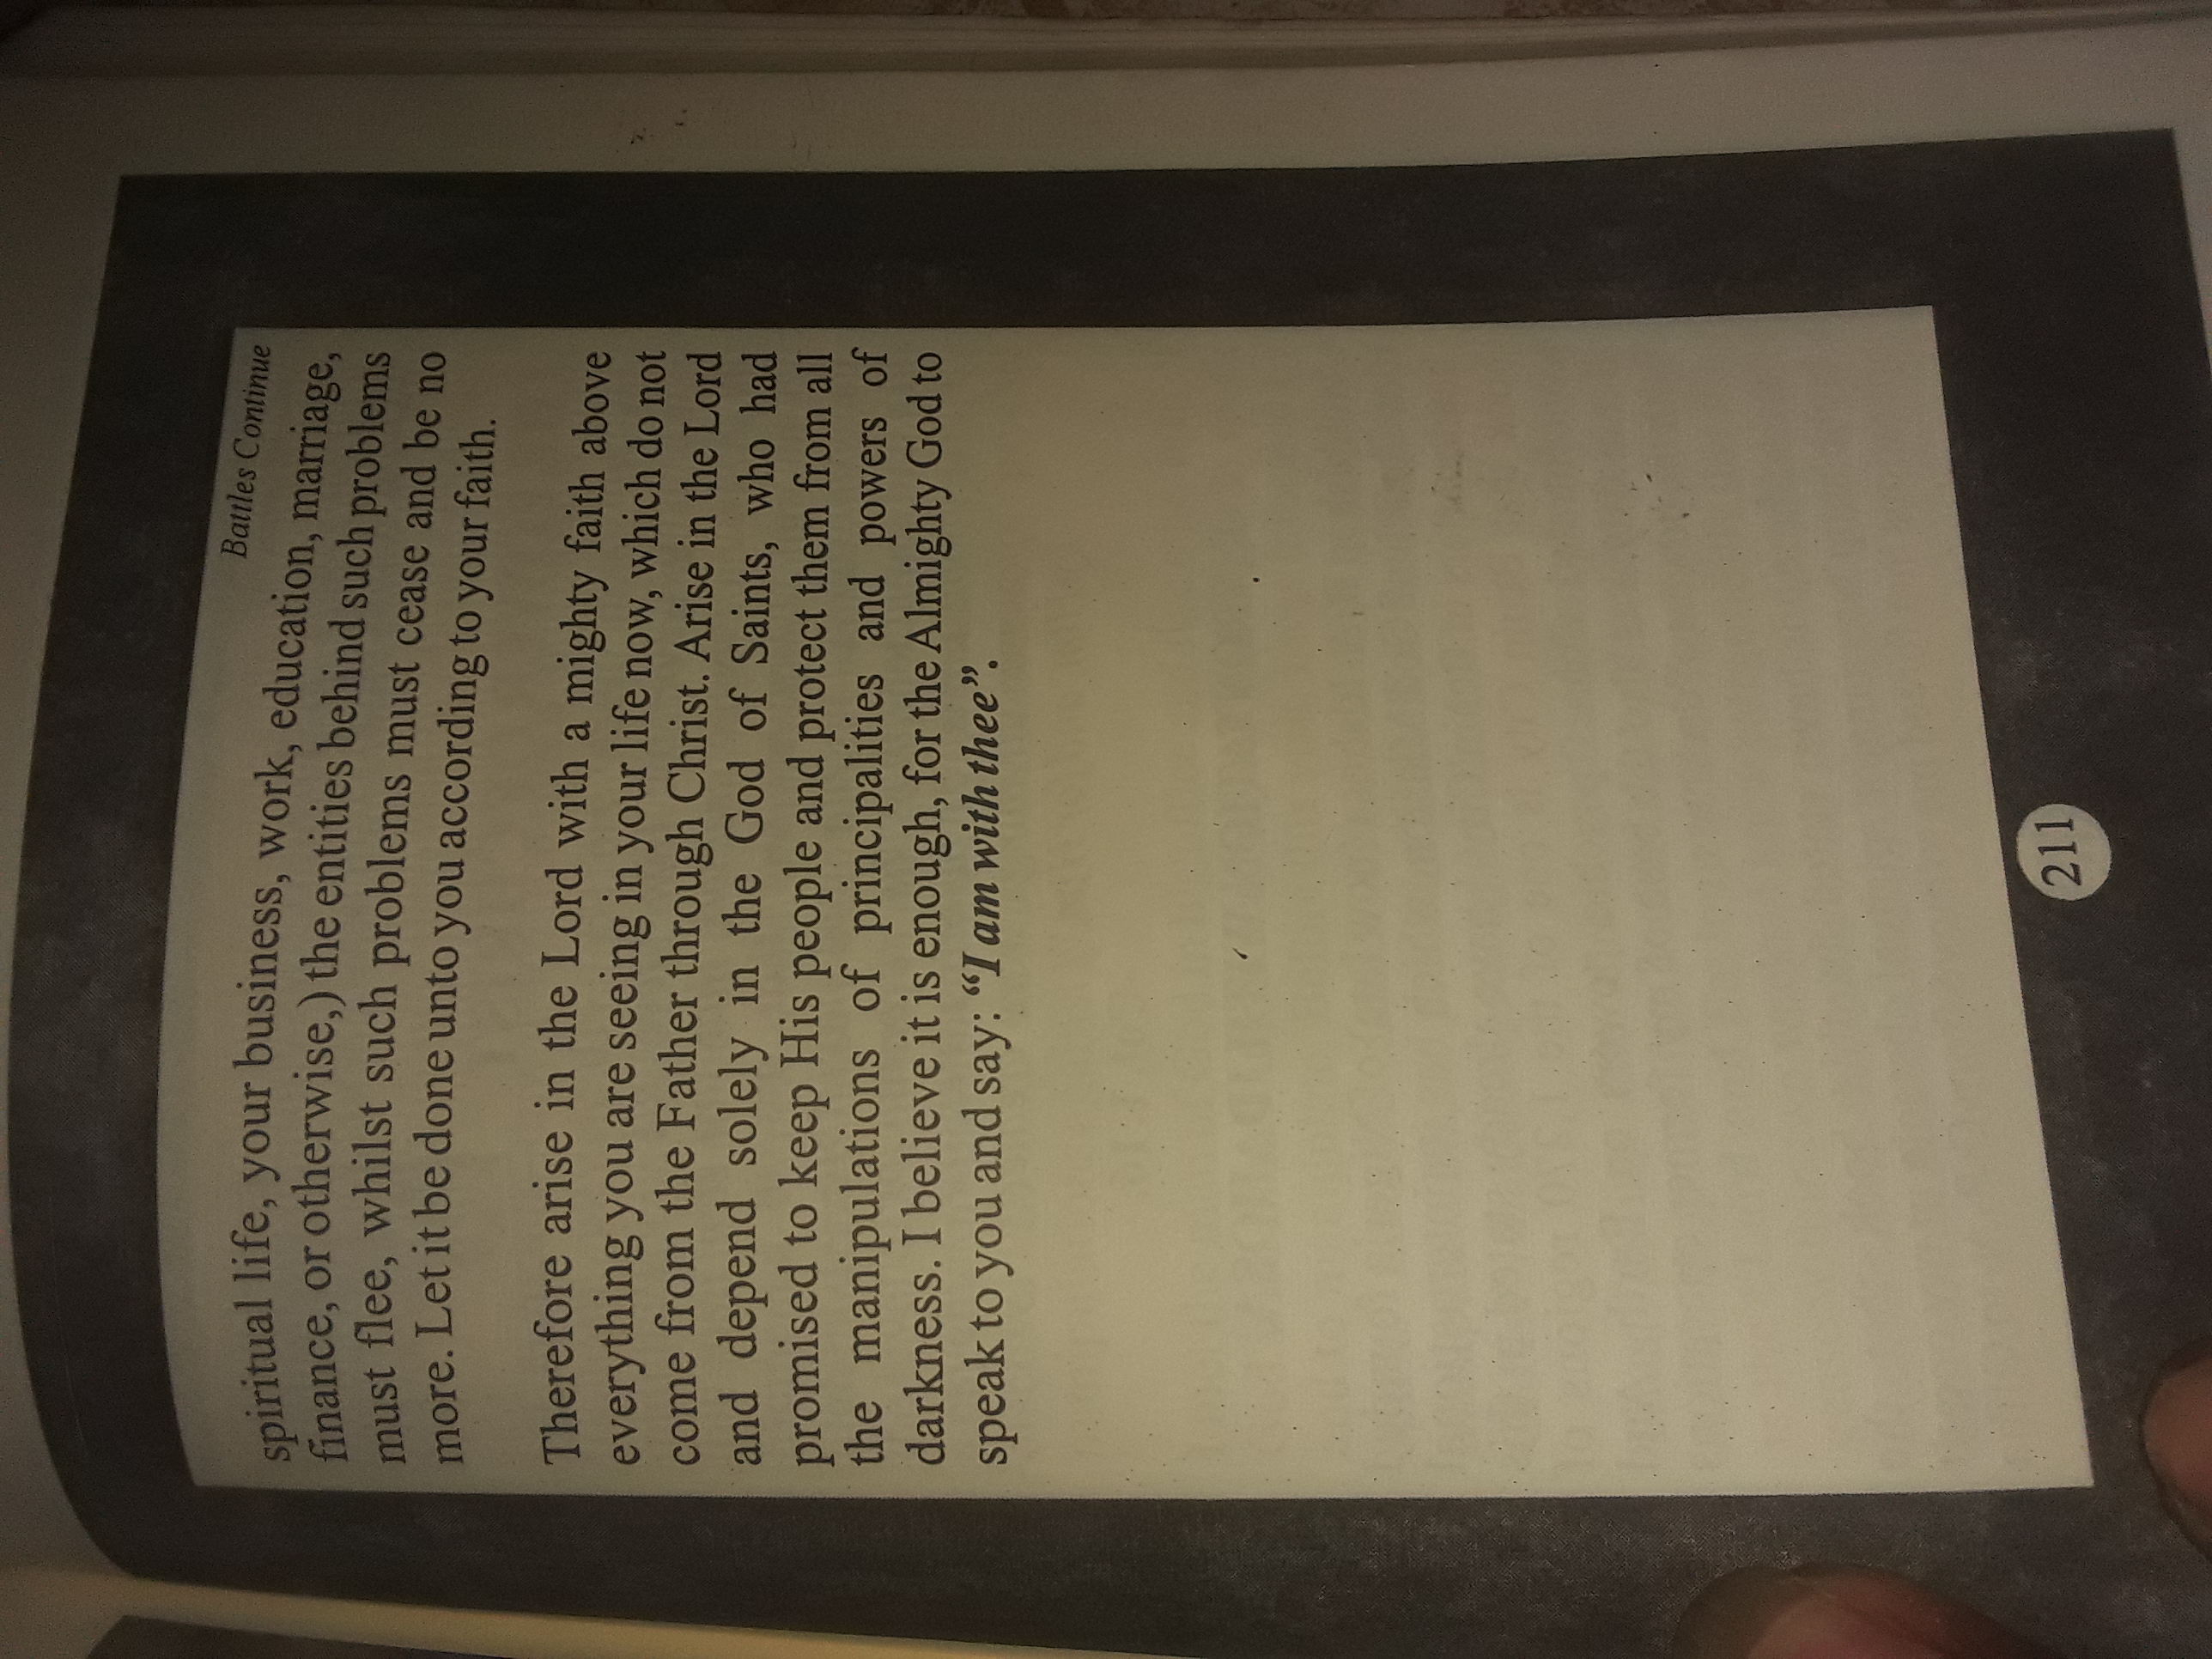 Battles Continue
spiritual life, your business, work, education, marriage,
finance, or otherwise,) the entities behind such problems
must flee, whilst such problems must cease and be no
more. Let it be done unto you according to your faith.
Therefore arise in the Lord with a mighty faith above
everything you are seeing in your life now, which do not
come from the Father through Christ. Arise in the Lord
and depend solely in the God of Saints, who had
promised to keep His people and protect them from all
the manipulations of principalities and powers of
darkness. I believe it is enough, for the Almighty God to
speak to you and say: “I am with thee”.
211